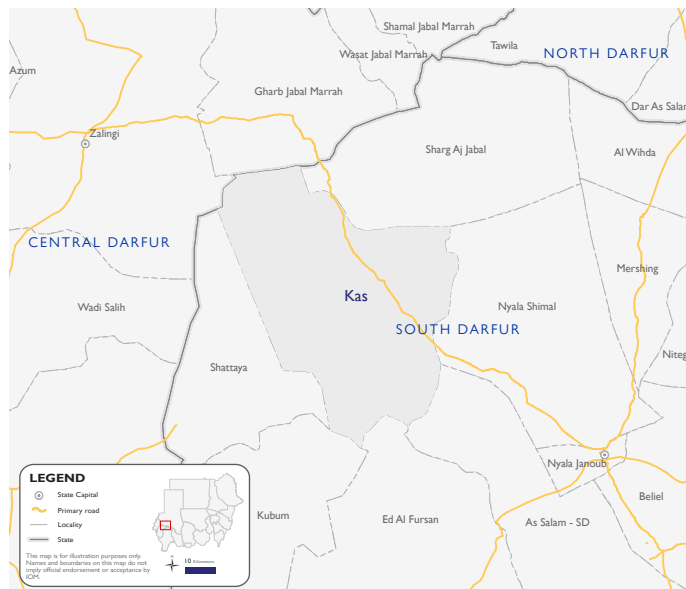 Shamal Jabal Marrah
Tawila
NORTH DARFUR
Wasat Jabal Marrah
Azum
Gharb Jabal Marrah
Dar As Salam
Zalingi
Sharg Aj Jabal
Al Wihda
CENTRAL DARFUR
Mershing
Kas
Wadi Salih
Nyala Shimal
SOUTH DARFUR
Niteg
Shattaya
Nyala Janoub
Beliel
Kubum
Ed Al Fursan
As Salam - SD
LEGEND
State Capital
Primary road
Locality
State
This map is for illustration purposes only.
Names and boundaries on this map do not
imply official endorsement or acceptance by
IOM.
N
10 Kilometers